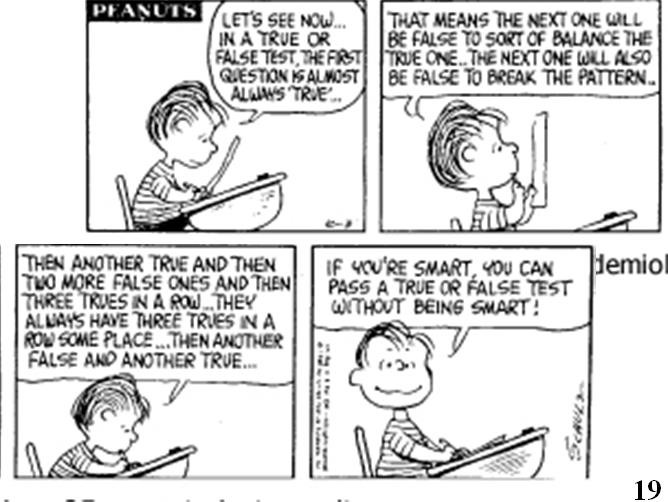 PEANUTS
LET'S SEE NOW...
IN A TRUE OR
FALSE TEST, THE FIRST
QUESTION IS ALMOST
ALWAYS 'TRUE'...
THAT MEANS THE NEXT ONE WILL
BE FALSE TO SORT OF BALANCE THE
TRUE ONE..THE NEXT ONE WILL ALSO
BE FALSE TO BREAK THE PATTERN..
THEN ANOTHER TRUE AND THEN
TWO MORE FALSE ONES AND THEN
THREE TRUES IN A ROW...THEY
ALWAYS HAVE THREE TRUES IN A
ROW SOME PLACE...THEN ANOTHER
FALSE AND ANOTHER TRUE...
IF YOU'RE SMART, YOU CAN
PASS A TRUE OR FALSE TEST
WITHOUT BEING SMART!
SCHULZ
19